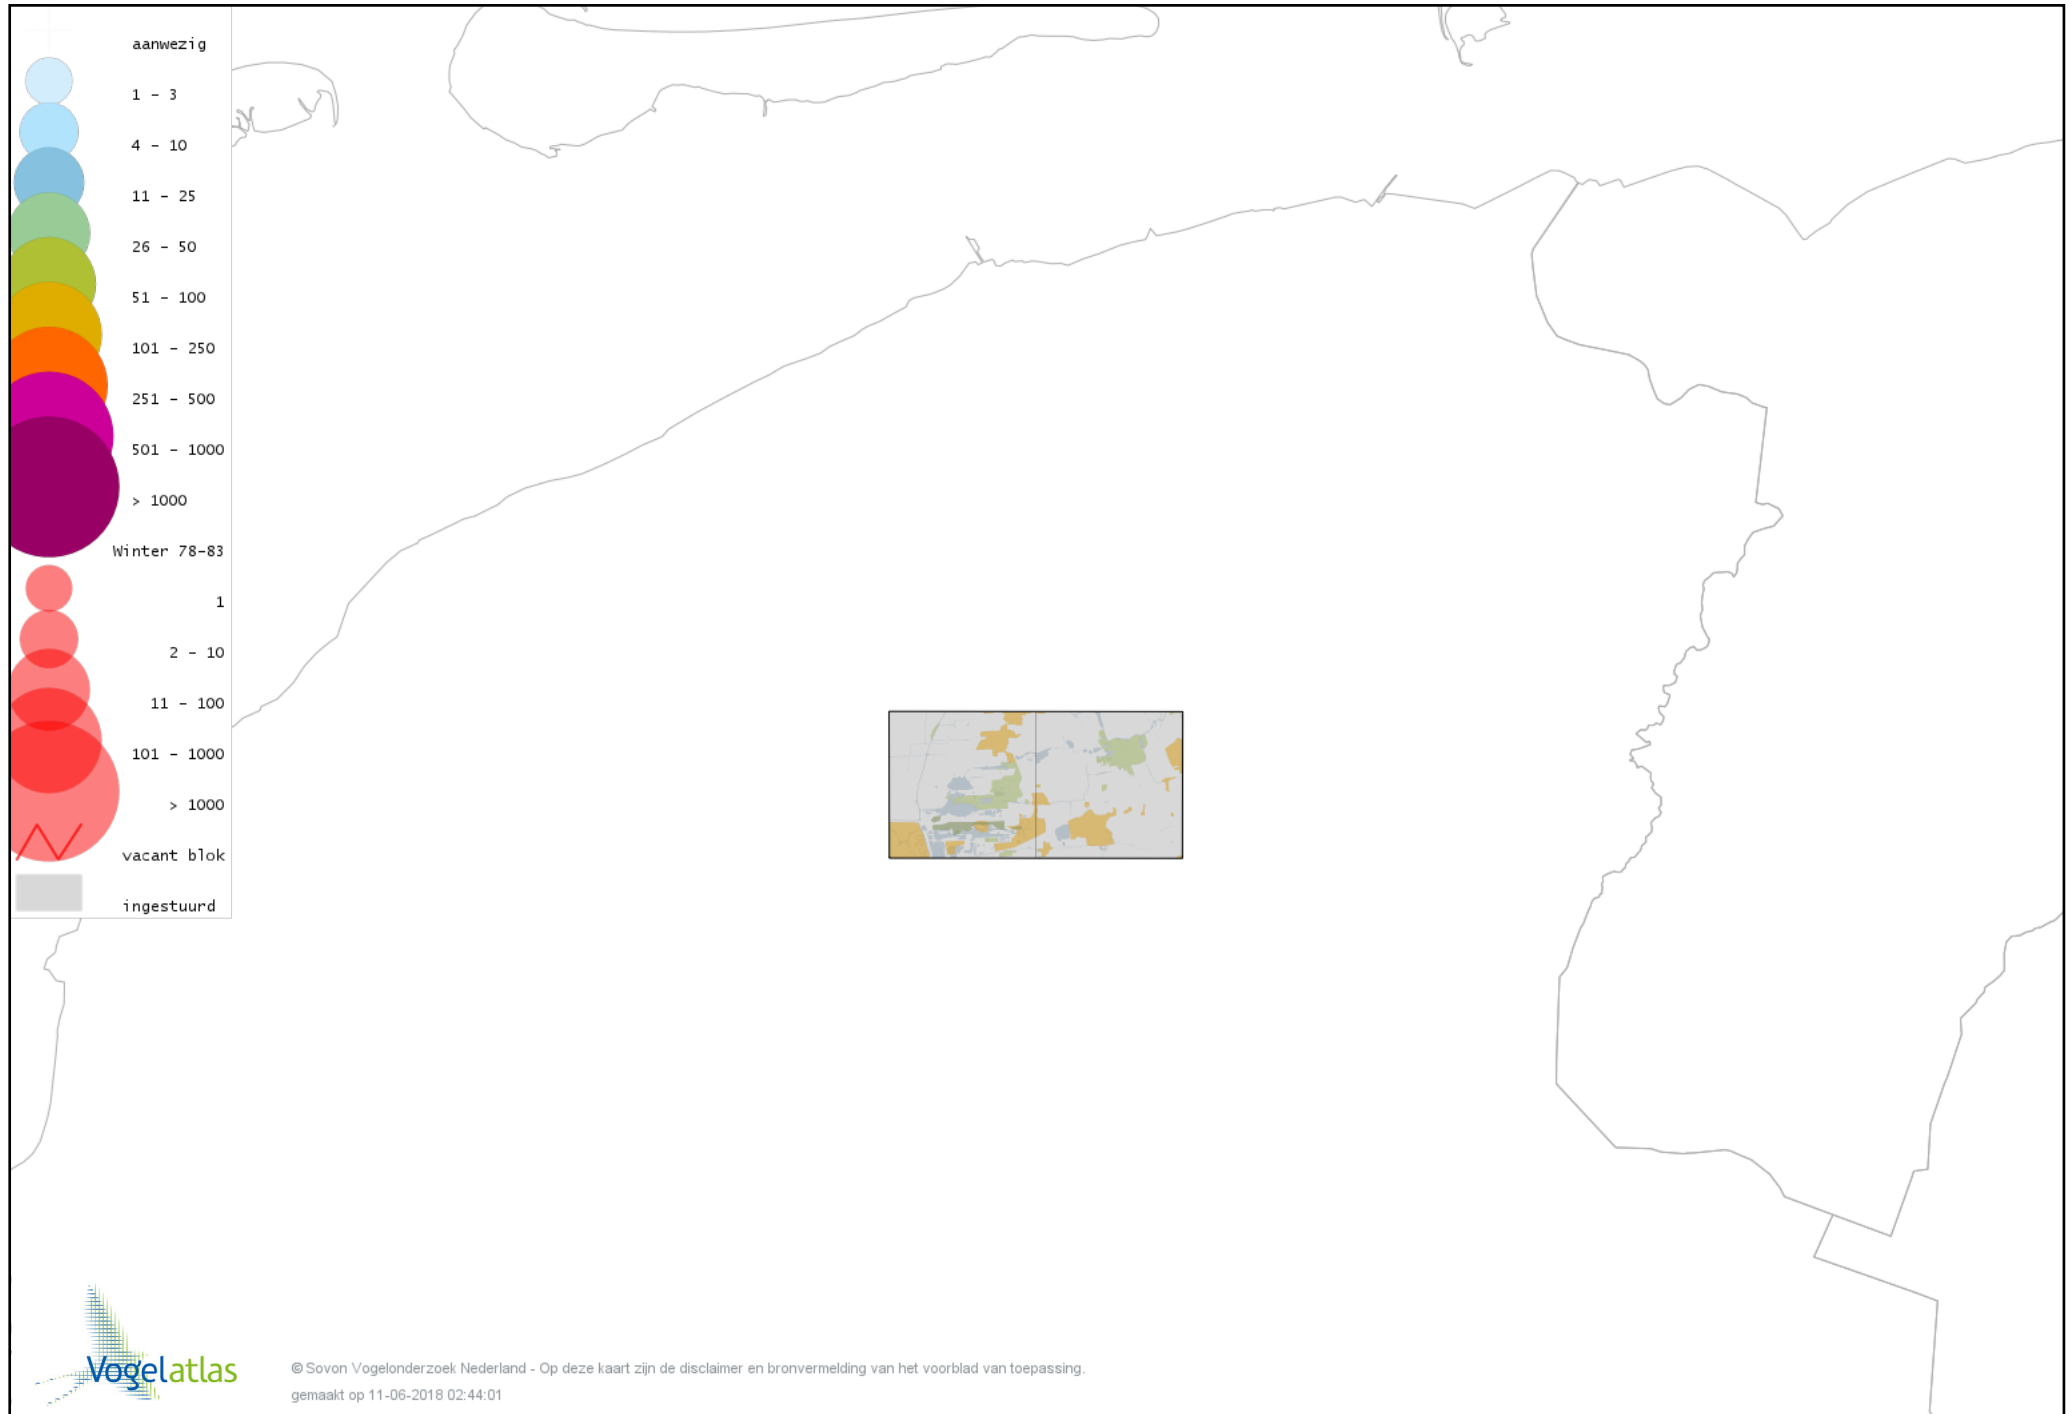 aanwezig
1 - 3
4 - 10
11 - 25
26 - 50
51 - 100
101 - 250
251 - 500
501 - 1000
> 1000
Winter 78-83
1
2 - 10
11 - 100
101 - 1000
> 1000
vacant blok
ingestuurd
Vogelatlas
© Sovon Vogelonderzoek Nederland - Op deze kaart zijn de disclaimer en bronvermelding van het voorblad van toepassing.
gemaakt op 11-06-2018 02:44:01